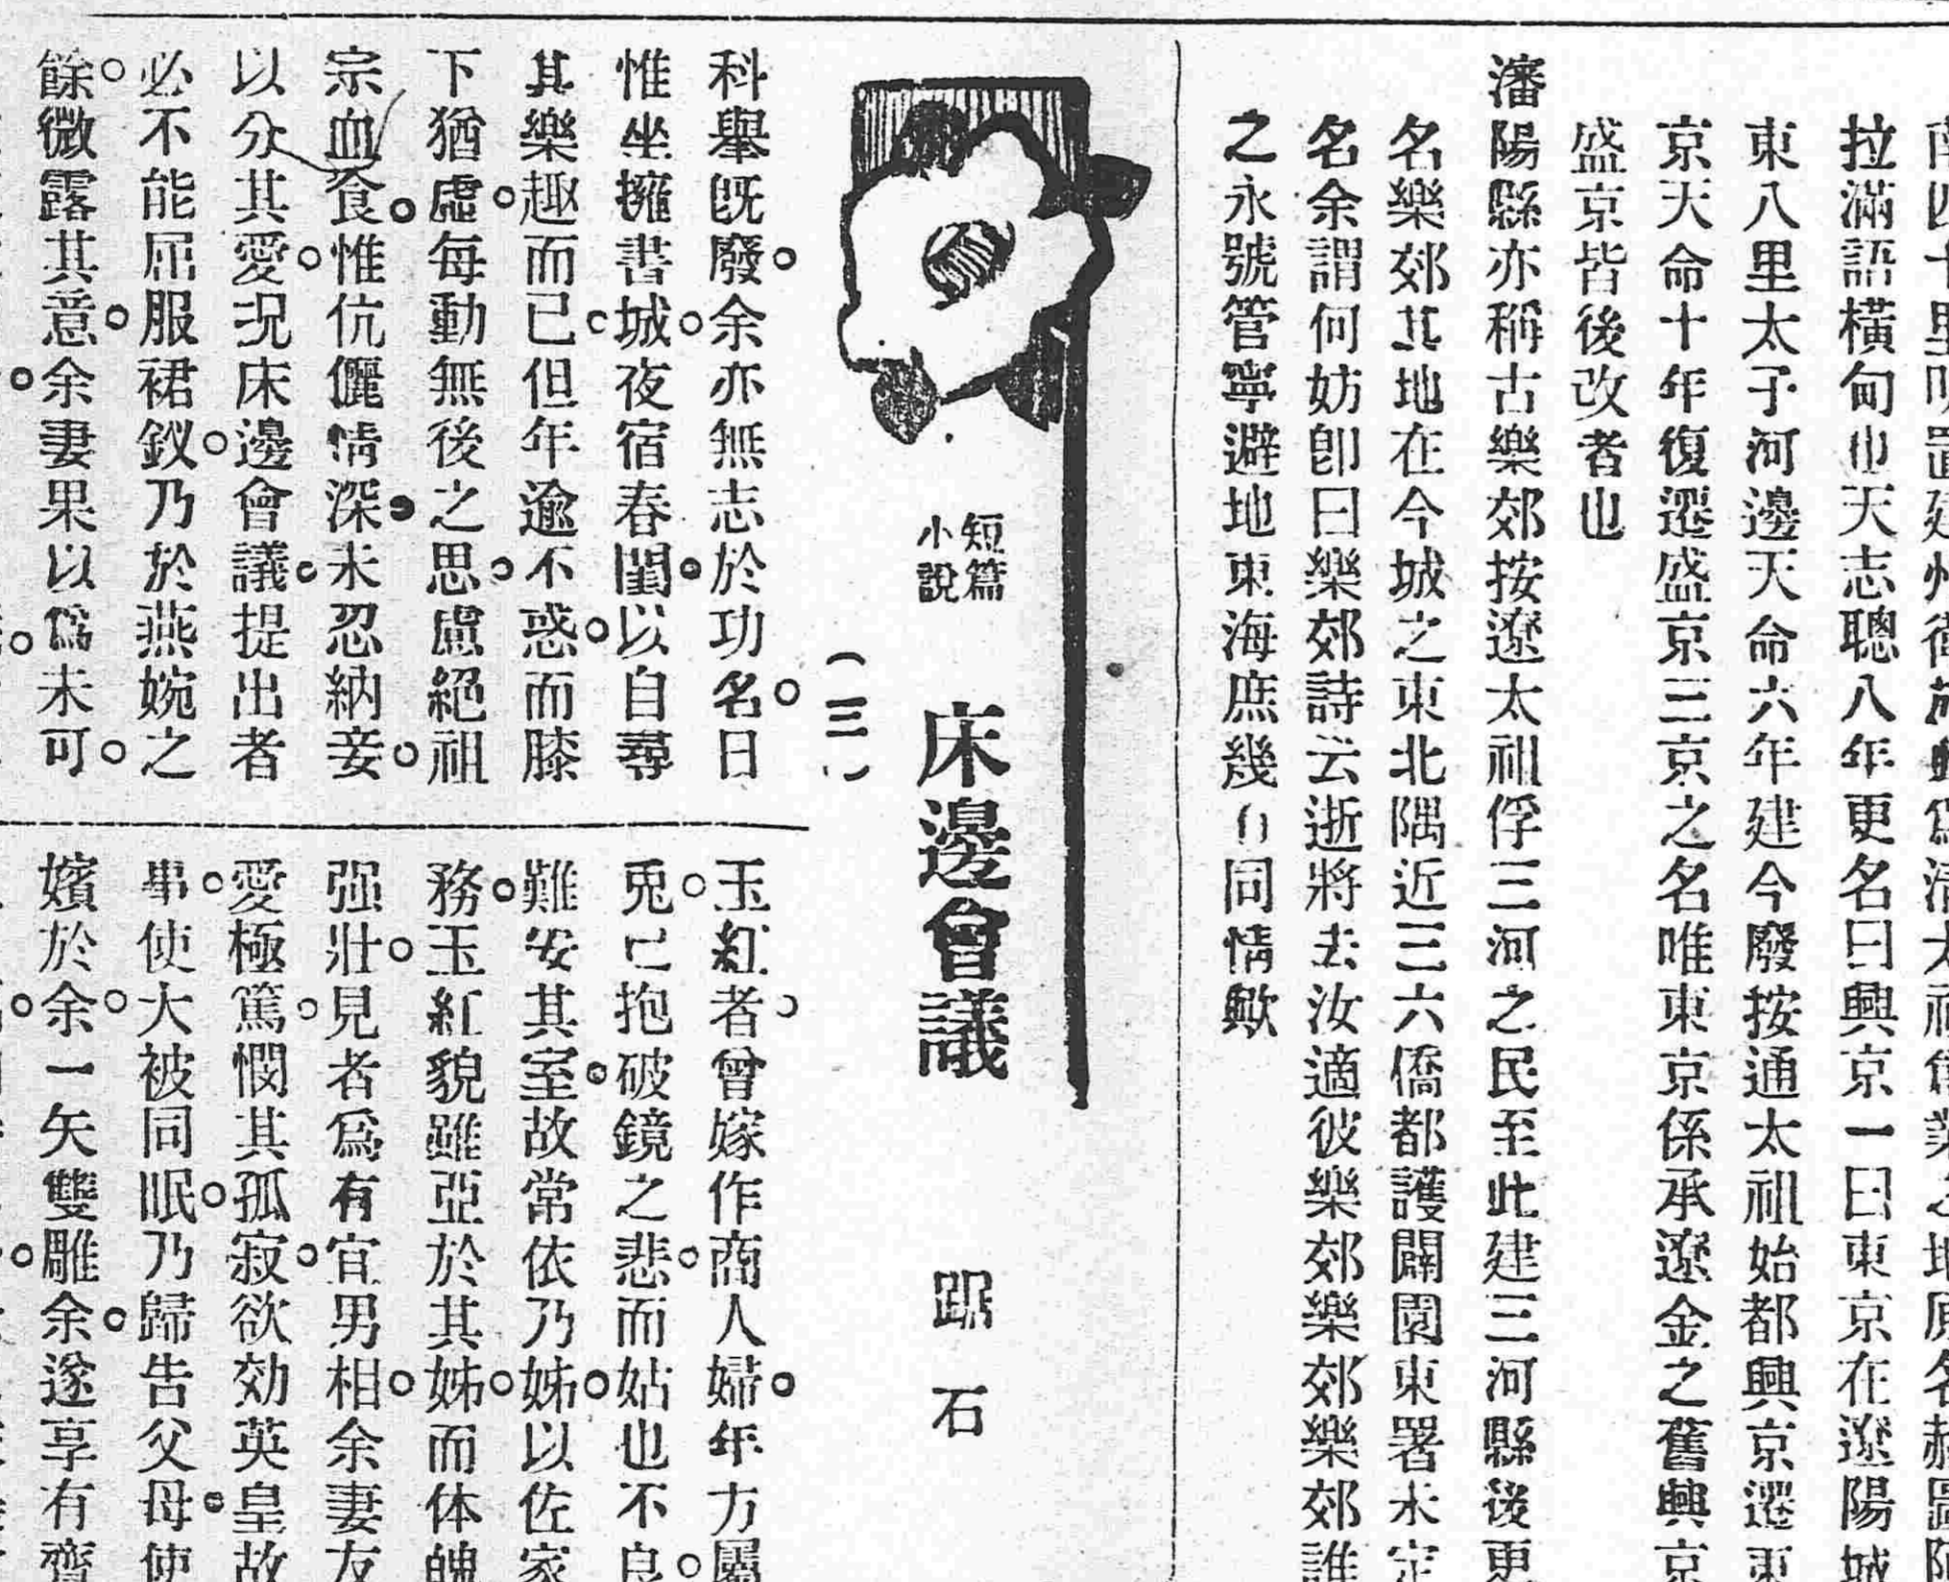 拉滿語橫甸也天志聰八年更名曰興京一曰東京在遼陽城
東八里太子河邊天命六年建今廢按通太祖始都興京遷東
京天命十年復遷盛京三京之名唯東京係承遼金之舊興京
盛京皆後改者也
瀋陽縣亦稱古樂郊按遼太祖俘三河之民至此建三河縣後更
名樂郊其地在今城之東北隅近三六僑都護闢園東署未定
名余謂何妨卽曰樂郊詩云逝將去汝適彼樂郊樂郊樂郊誰
之永號管寧避地東海庶幾有同情歟
短篇
小說
床邊會議
跽石
(三)
科舉旣廢。余亦無志於功名。日
惟坐擁書城。夜宿春閨。以自尋
其樂趣而已。但年逾不惑。而膝
下猶虛。每動無後之思。慮絕祖
宗血食。惟伉儷情深。未忍納妾。
以分其愛。况床邊會議。提出者
必不能屈服裙釵。乃於燕婉之
餘。微露其意。余妻果以爲未可。
玉紅者。曾嫁作商人婦。年方屬
兎。已抱破鏡之悲。而姑也不良。
難安其室。故常依乃姊。以佐家
務。玉紅貌雖亞於其姊。而体魄
强壯。見者爲有宜男相。余妻友
愛極篤。憫其孤寂。欲効英皇故
事。使大被同眠。乃歸告父母。使
嬪於余。一矢雙雕。余遂享有齊